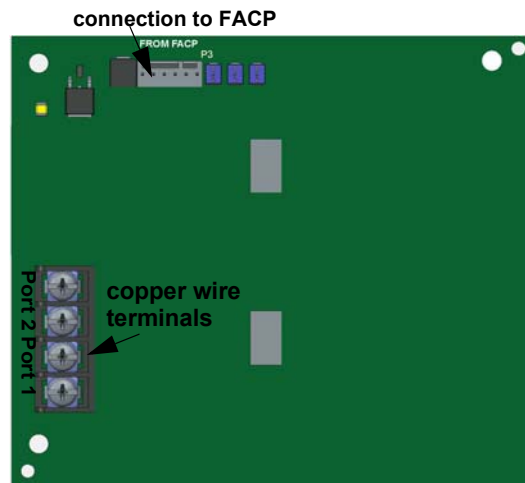 connection to FACP
FROM FACP
P3
copper wire
terminals
Port 2 Port 1